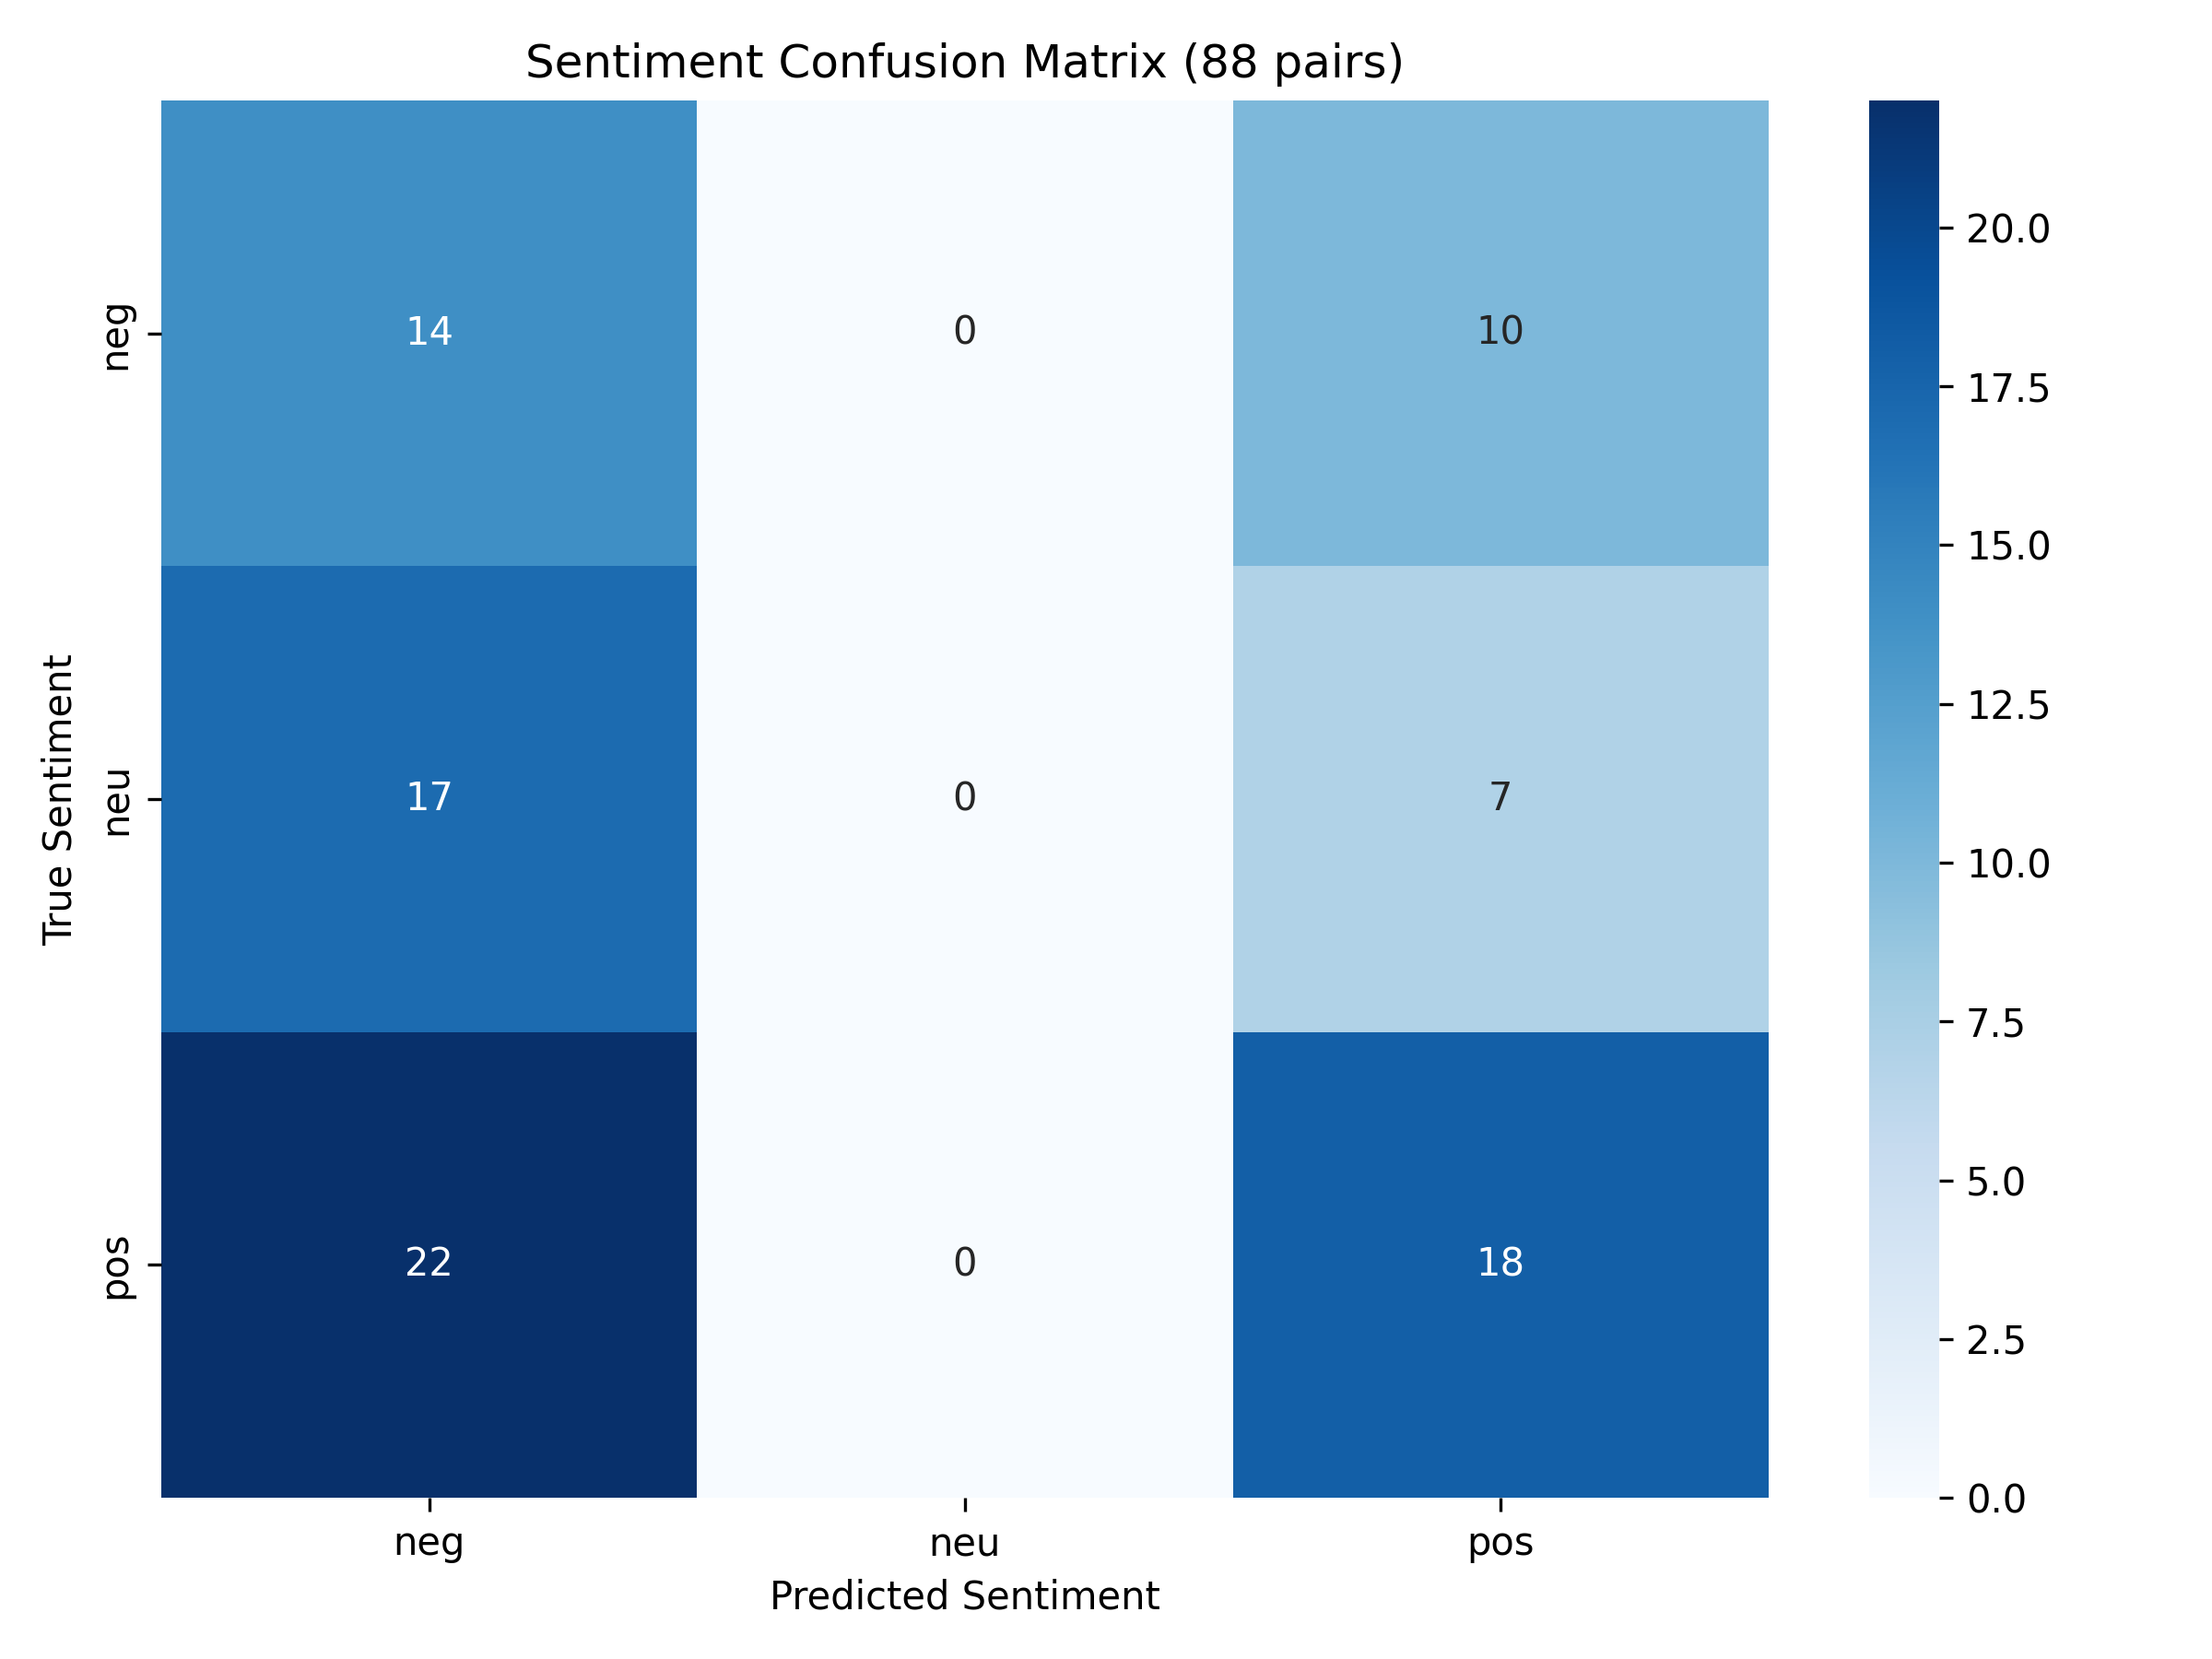 Sentiment Confusion Matrix (88 pairs)
True Sentiment
neg
14
0
10
neu
17
0
7
pos
22
0
18
neg
neu
pos
Predicted Sentiment
20.0
17.5
15.0
12.5
10.0
7.5
5.0
2.5
0.0